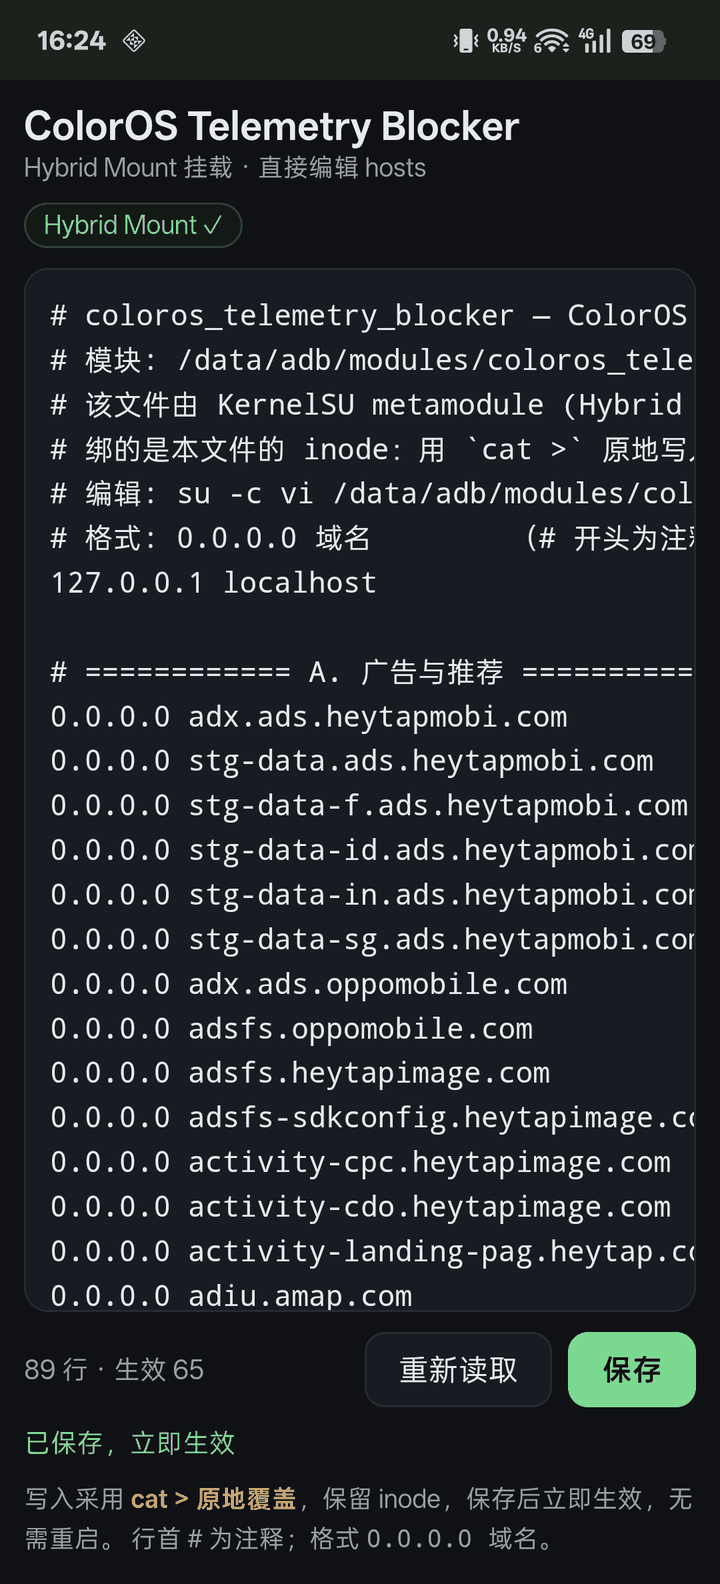 16:24
0.94
KB/S
6
4G
69
ColorOS Telemetry Blocker
Hybrid Mount 挂载 · 直接编辑 hosts
Hybrid Mount ✓
# coloros_telemetry_blocker — ColorOS
# 模块: /data/adb/modules/coloros_tele
# 该文件由 KernelSU metamodule (Hybrid
# 绑的是本文件的 inode：用 `cat >` 原地写
# 编辑: su -c vi /data/adb/modules/col
# 格式: 0.0.0.0 域名 (# 开头为注释
127.0.0.1 localhost
# ============ A. 广告与推荐 ==========
0.0.0.0 adx.ads.heytapmobi.com
0.0.0.0 stg-data.ads.heytapmobi.com
0.0.0.0 stg-data-f.ads.heytapmobi.com
0.0.0.0 stg-data-id.ads.heytapmobi.com
0.0.0.0 stg-data-in.ads.heytapmobi.com
0.0.0.0 stg-data-sg.ads.heytapmobi.com
0.0.0.0 adx.ads.oppomobile.com
0.0.0.0 adsfs.oppomobile.com
0.0.0.0 adsfs.heytapimage.com
0.0.0.0 adsfs-sdkconfig.heytapimage.co
0.0.0.0 activity-cpc.heytapimage.com
0.0.0.0 activity-cdo.heytapimage.com
0.0.0.0 activity-landing-pag.heytap.co
0.0.0.0 adiu.amap.com
89 行 · 生效 65
重新读取
保存
已保存，立即生效
写入采用 cat > 原地覆盖，保留 inode，保存后立即生效，无
需重启。 行首 # 为注释；格式 0.0.0.0 域名。